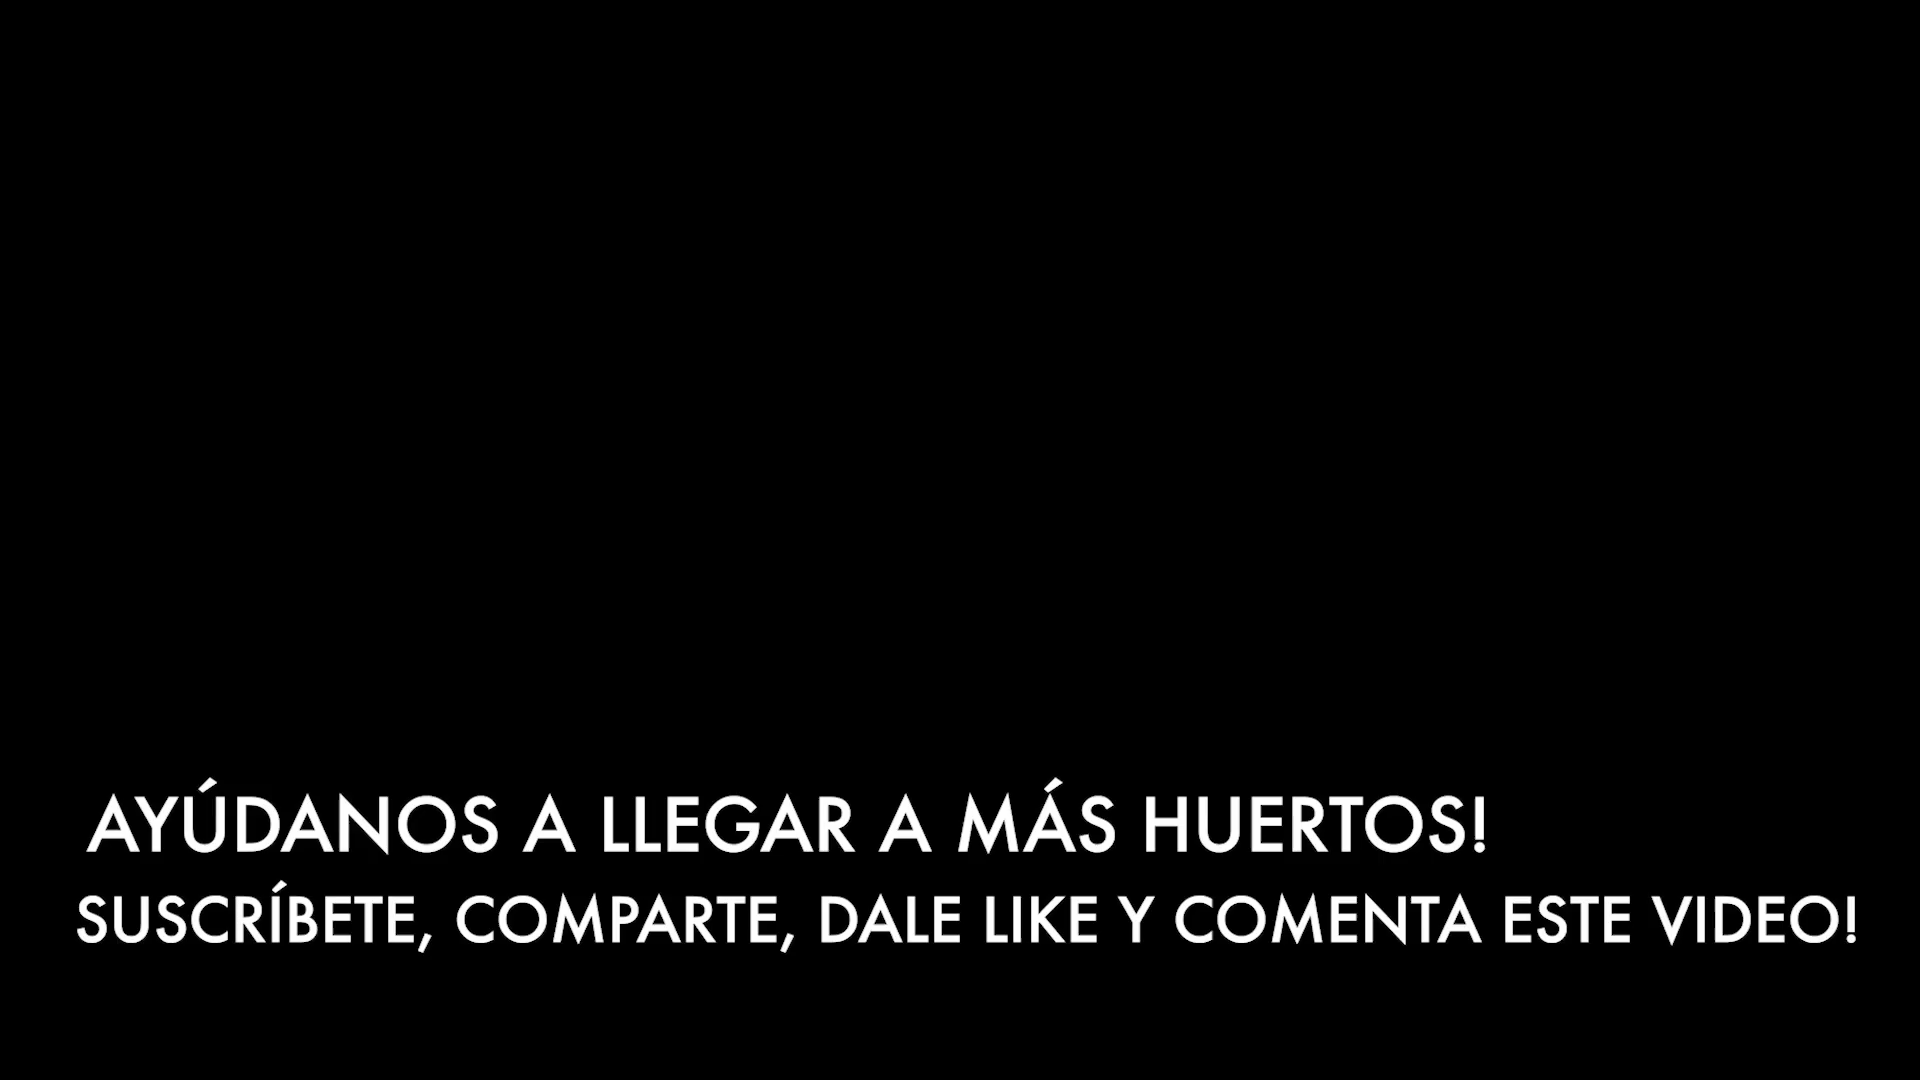 AYÚDANOS A LLEGAR A MÁS HUERTOS!
SUSCRÍBETE, COMPARTE, DALE LIKE Y COMENTA ESTE VIDEO!